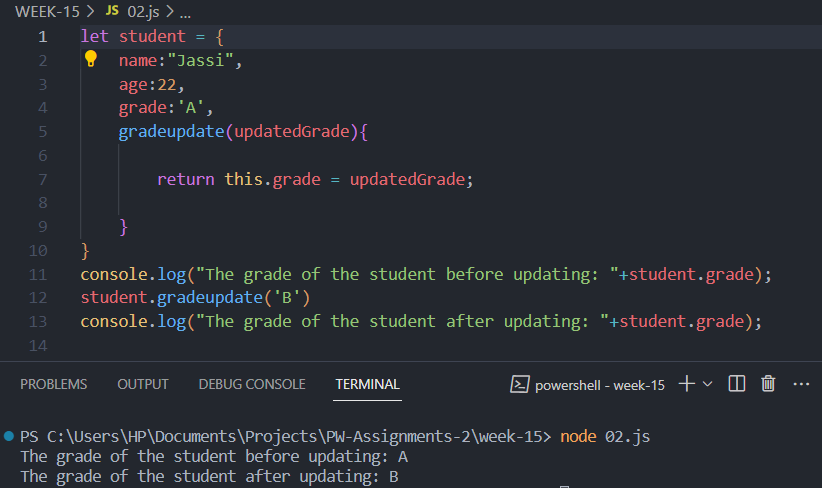 WEEK-15 > JS 02.js > ...
1 let student = {
2 name:"Jassi",
3 age:22,
4 grade:'A',
5 gradeupdate(updatedGrade){
6
7 return this.grade = updatedGrade;
8
9 }
10 }
11 console.log("The grade of the student before updating: "+student.grade);
12 student.gradeupdate('B')
13 console.log("The grade of the student after updating: "+student.grade);
14
PROBLEMS OUTPUT DEBUG CONSOLE TERMINAL powershell - week-15
PS C:\Users\HP\Documents\Projects\PW-Assignments-2\week-15> node 02.js
The grade of the student before updating: A
The grade of the student after updating: B